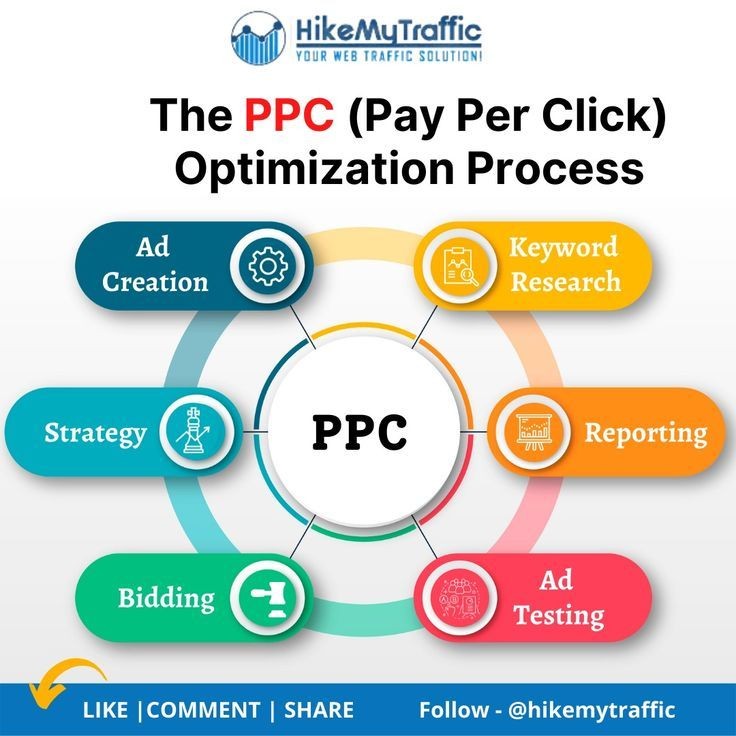 HikeMyTraffic
YOUR WEB TRAFFIC SOLUTION!
The PPC (Pay Per Click)
Optimization Process
Ad
Creation
Keyword
Research
Strategy
PPC
Reporting
Bidding
Ad
Testing
LIKE |COMMENT | SHARE
Follow - @hikemytraffic